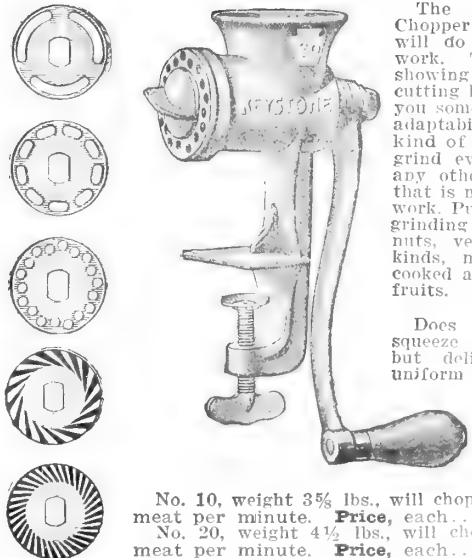 The
Chopper
will do
work. T
showing
cutting b
you som
adaptabi
kind of
grind ev
any othe
that is m
work. Pr
grinding
nuts, ve
kinds, m
cooked a
fruits.
Does
squeeze
but deli
uniform
KEYSTONE
20
No. 10, weight 3⅝ lbs., will chop
meat per minute. Price, each..
No. 20, weight 4½ lbs., will ch
meat per minute. Price, each..